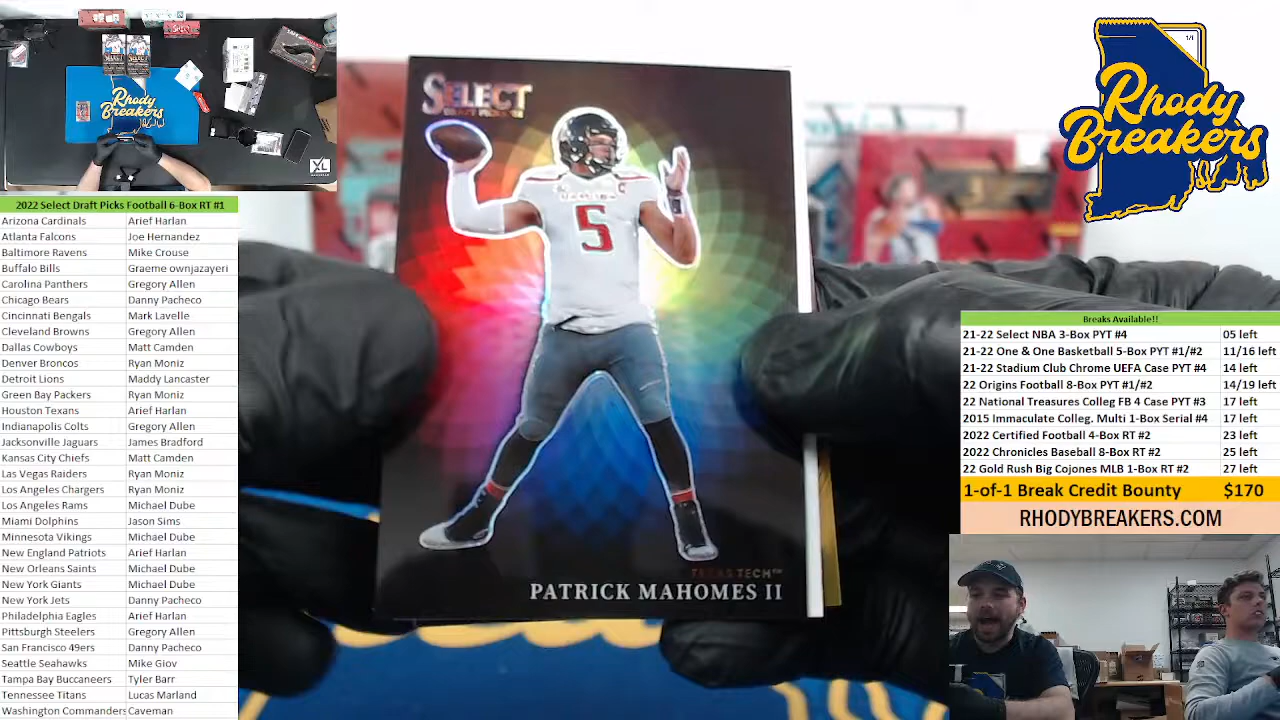 Rhody
Breakers
XL
2022 Select Draft Picks Football 6-Box RT #1
Arizona Cardinals Arief Harlan
Atlanta Falcons Joe Hernandez
Baltimore Ravens Mike Crouse
Buffalo Bills Graeme ownjazayeri
Carolina Panthers Gregory Allen
Chicago Bears Danny Pacheco
Cincinnati Bengals Mark Lavelle
Cleveland Browns Gregory Allen
Dallas Cowboys Matt Camden
Denver Broncos Ryan Moniz
Detroit Lions Maddy Lancaster
Green Bay Packers Ryan Moniz
Houston Texans Arief Harlan
Indianapolis Colts Gregory Allen
Jacksonville Jaguars James Bradford
Kansas City Chiefs Matt Camden
Las Vegas Raiders Ryan Moniz
Los Angeles Chargers Ryan Moniz
Los Angeles Rams Michael Dube
Miami Dolphins Jason Sims
Minnesota Vikings Michael Dube
New England Patriots Arief Harlan
New Orleans Saints Michael Dube
New York Giants Michael Dube
New York Jets Danny Pacheco
Philadelphia Eagles Arief Harlan
Pittsburgh Steelers Gregory Allen
San Francisco 49ers Danny Pacheco
Seattle Seahawks Mike Giov
Tampa Bay Buccaneers Tyler Barr
Tennessee Titans Lucas Marland
Washington Commanders Caveman
SELECT
C
5
TEXAS TECH™
PATRICK MAHOMES II
1/1
Rhody
Breakers
Breaks Available!!
21-22 Select NBA 3-Box PYT #4 05 left
21-22 One & One Basketball 5-Box PYT #1/#2 11/16 left
21-22 Stadium Club Chrome UEFA Case PYT #4 14 left
22 Origins Football 8-Box PYT #1/#2 14/19 left
22 National Treasures Colleg FB 4 Case PYT #3 17 left
2015 Immaculate Colleg. Multi 1-Box Serial #4 17 left
2022 Certified Football 4-Box RT #2 23 left
2022 Chronicles Baseball 8-Box RT #2 25 left
22 Gold Rush Big Cojones MLB 1-Box RT #2 27 left
1-of-1 Break Credit Bounty $170
RHODYBREAKERS.COM